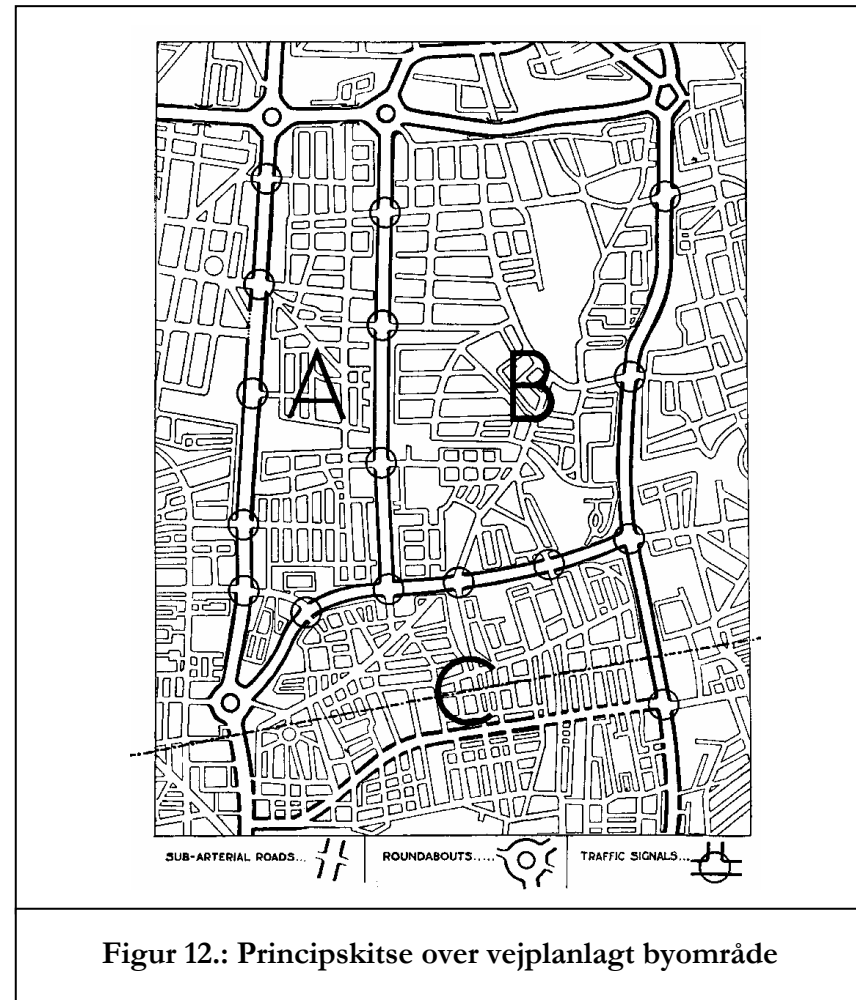 A
B
C
SUB-ARTERIAL ROADS...
ROUNDABOUTS.....
TRAFFIC SIGNALS...
Figur 12.: Principskitse over vejplanlagt byområde